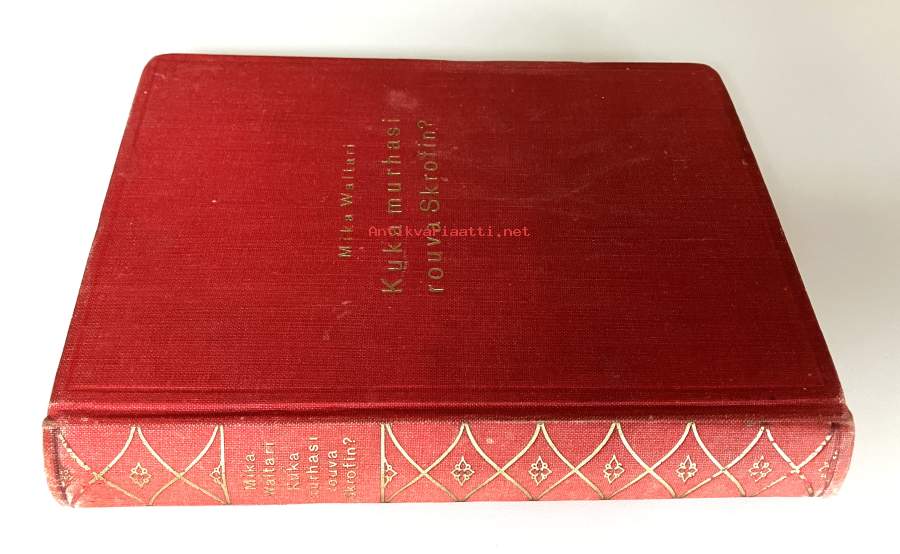 Mika Waltari
Kuka murhasi
rouva Skrofin?
Antikvariaatti.net
Mika
Waltari
Kuka
murhasi
rouva
Skrofin?